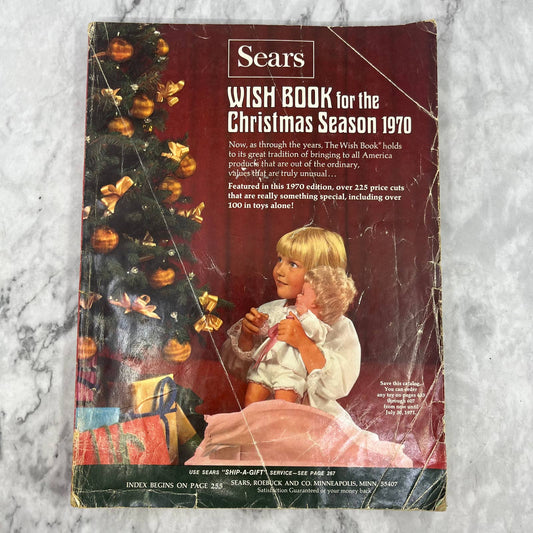 Sears
WISH BOOK for the
Christmas Season 1970
Now, as through the years, The Wish Book* holds
to its great tradition of bringing to all America
products that are out of the ordinary,
values that are truly unusual...
Featured in this 1970 edition, over 225 price cuts
that are really something special, including over
100 in toys alone!
Save this catalog.
You can order
any toy on pages
through 607
from now until
July 30, 1971.
USE SEARS "SHIP-A-GIFT" SERVICE—SEE PAGE 267
INDEX BEGINS ON PAGE 255
SEARS, ROEBUCK AND CO. MINNEAPOLIS, MINN. 55407
Satisfaction Guaranteed or your money back